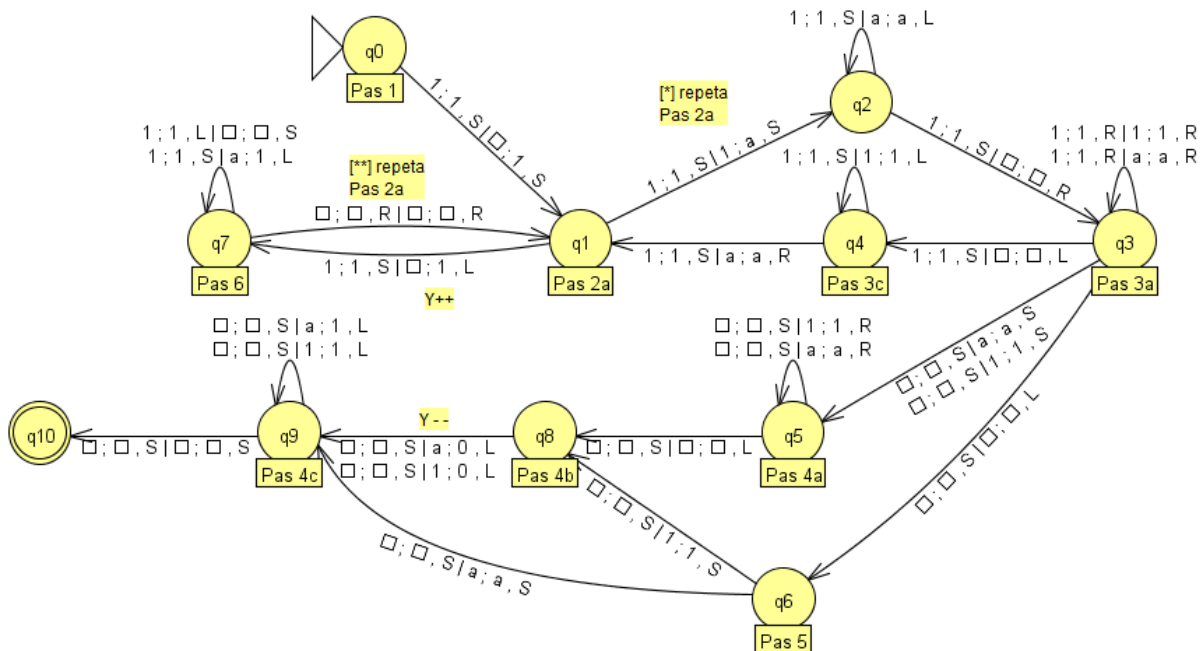 1 ; 1 , S | a ; a , L
q0
Pas 1
[*] repeta
Pas 2a
q2
1 ; 1 , S | □ ; 1 , S
1 ; 1 , S | 1 ; a , S
1 ; 1 , L | □ ; □ , S
1 ; 1 , S | a ; 1 , L
[**] repeta
Pas 2a
1 ; 1 , S | 1 ; 1 , L
1 ; 1 , S | □ ; □ , R
1 ; 1 , R | 1 ; 1 , R
1 ; 1 , R | a ; a , R
□ ; □ , R | □ ; □ , R
q7
Pas 6
1 ; 1 , S | □ ; 1 , L
Y++
q1
Pas 2a
1 ; 1 , S | a ; a , R
q4
Pas 3c
1 ; 1 , S | □ ; □ , L
q3
Pas 3a
□ ; □ , S | a ; 1 , L
□ ; □ , S | 1 ; 1 , L
□ ; □ , S | 1 ; 1 , R
□ ; □ , S | a ; a , R
□ ; □ , S | a ; a , S
□ ; □ , S | 1 ; 1 , S
□ ; □ , S | □ ; □ , L
q10
□ ; □ , S | □ ; □ , S
q9
Pas 4c
Y - -
□ ; □ , S | a ; 0 , L
□ ; □ , S | 1 ; 0 , L
q8
Pas 4b
□ ; □ , S | □ ; □ , L
q5
Pas 4a
□ ; □ , S | 1 ; 1 , S
□ ; □ , S | a ; a , S
q6
Pas 5